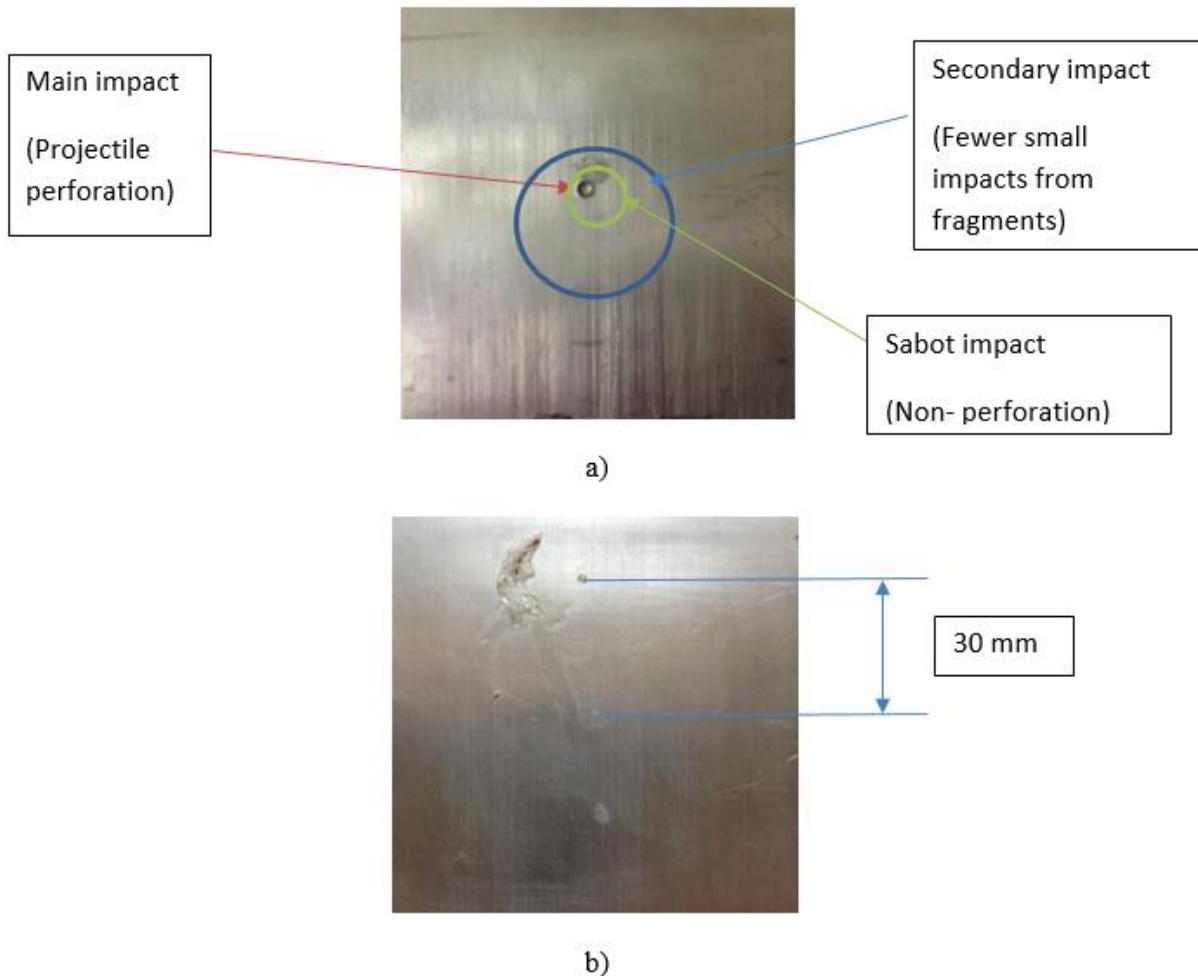 Main impact
(Projectile
perforation)
Secondary impact
(Fewer small
impacts from
fragments)
Sabot impact
(Non- perforation)
a)
30 mm
b)